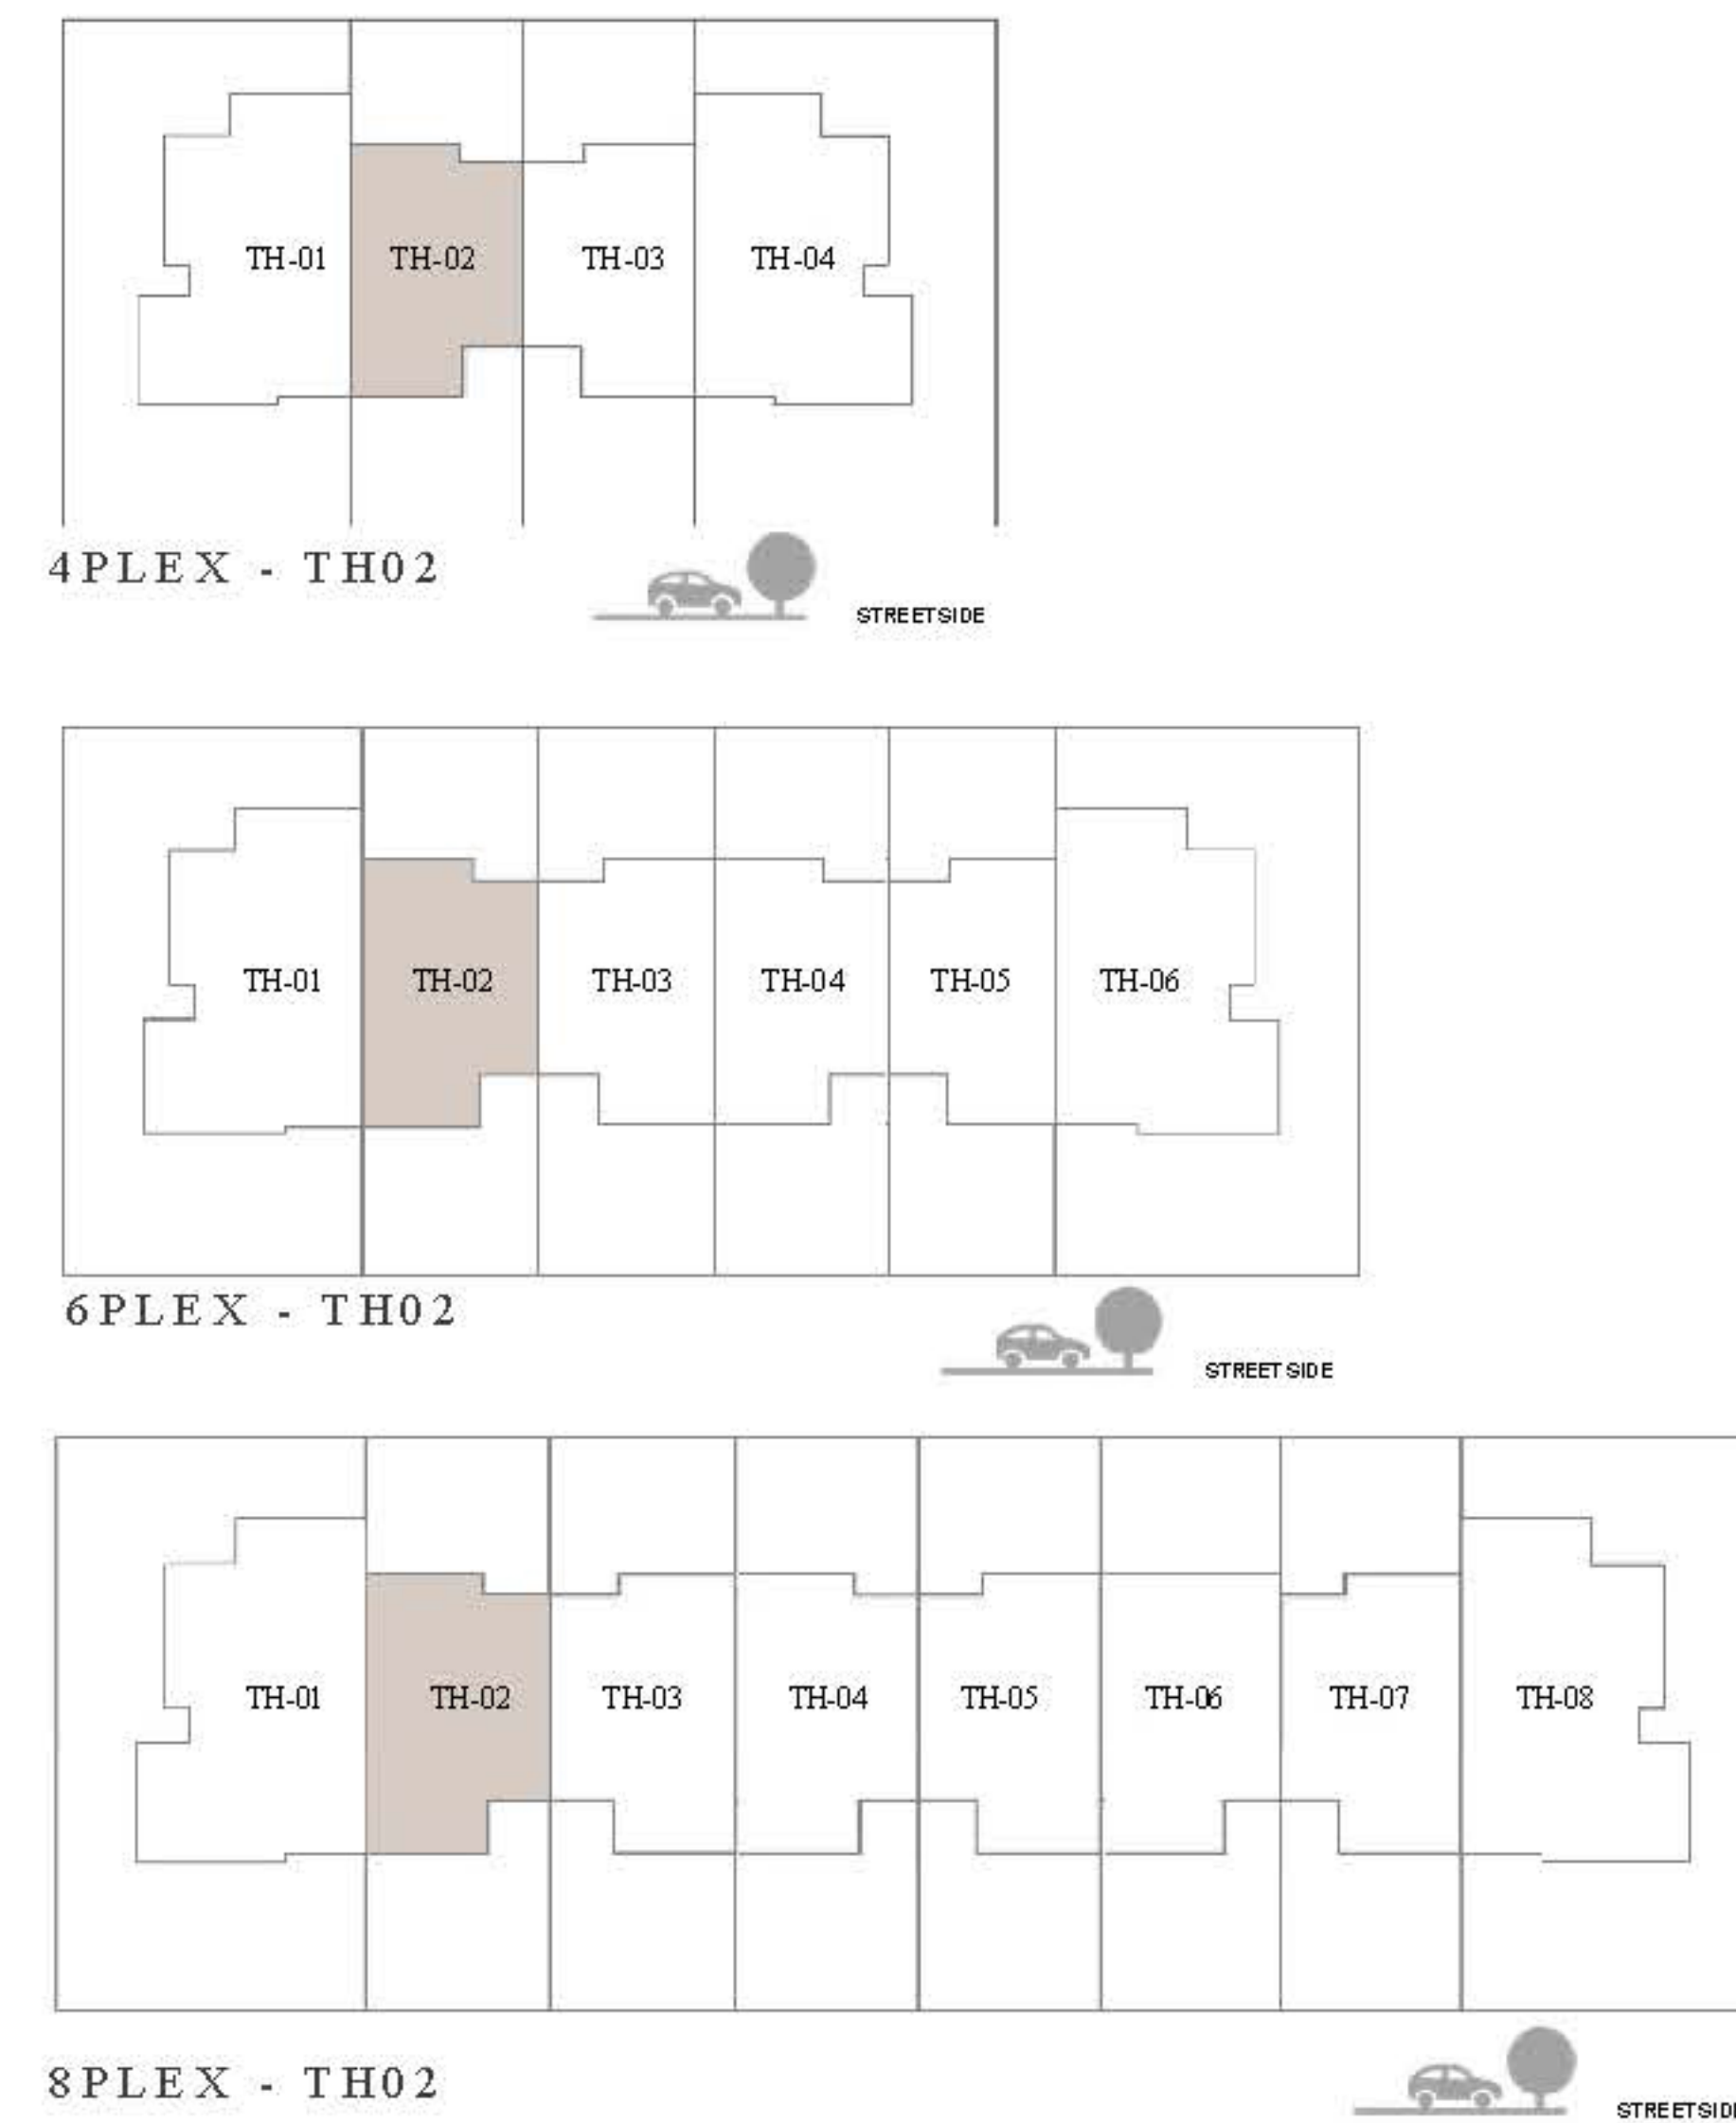 TH-01 TH-02 TH-03 TH-04
4PLEX - TH02
STREETSIDE
TH-01 TH-02 TH-03 TH-04 TH-05 TH-06
6PLEX - TH02
STREETSIDE
TH-01 TH-02 TH-03 TH-04 TH-05 TH-06 TH-07 TH-08
8PLEX - TH02
STREETSID